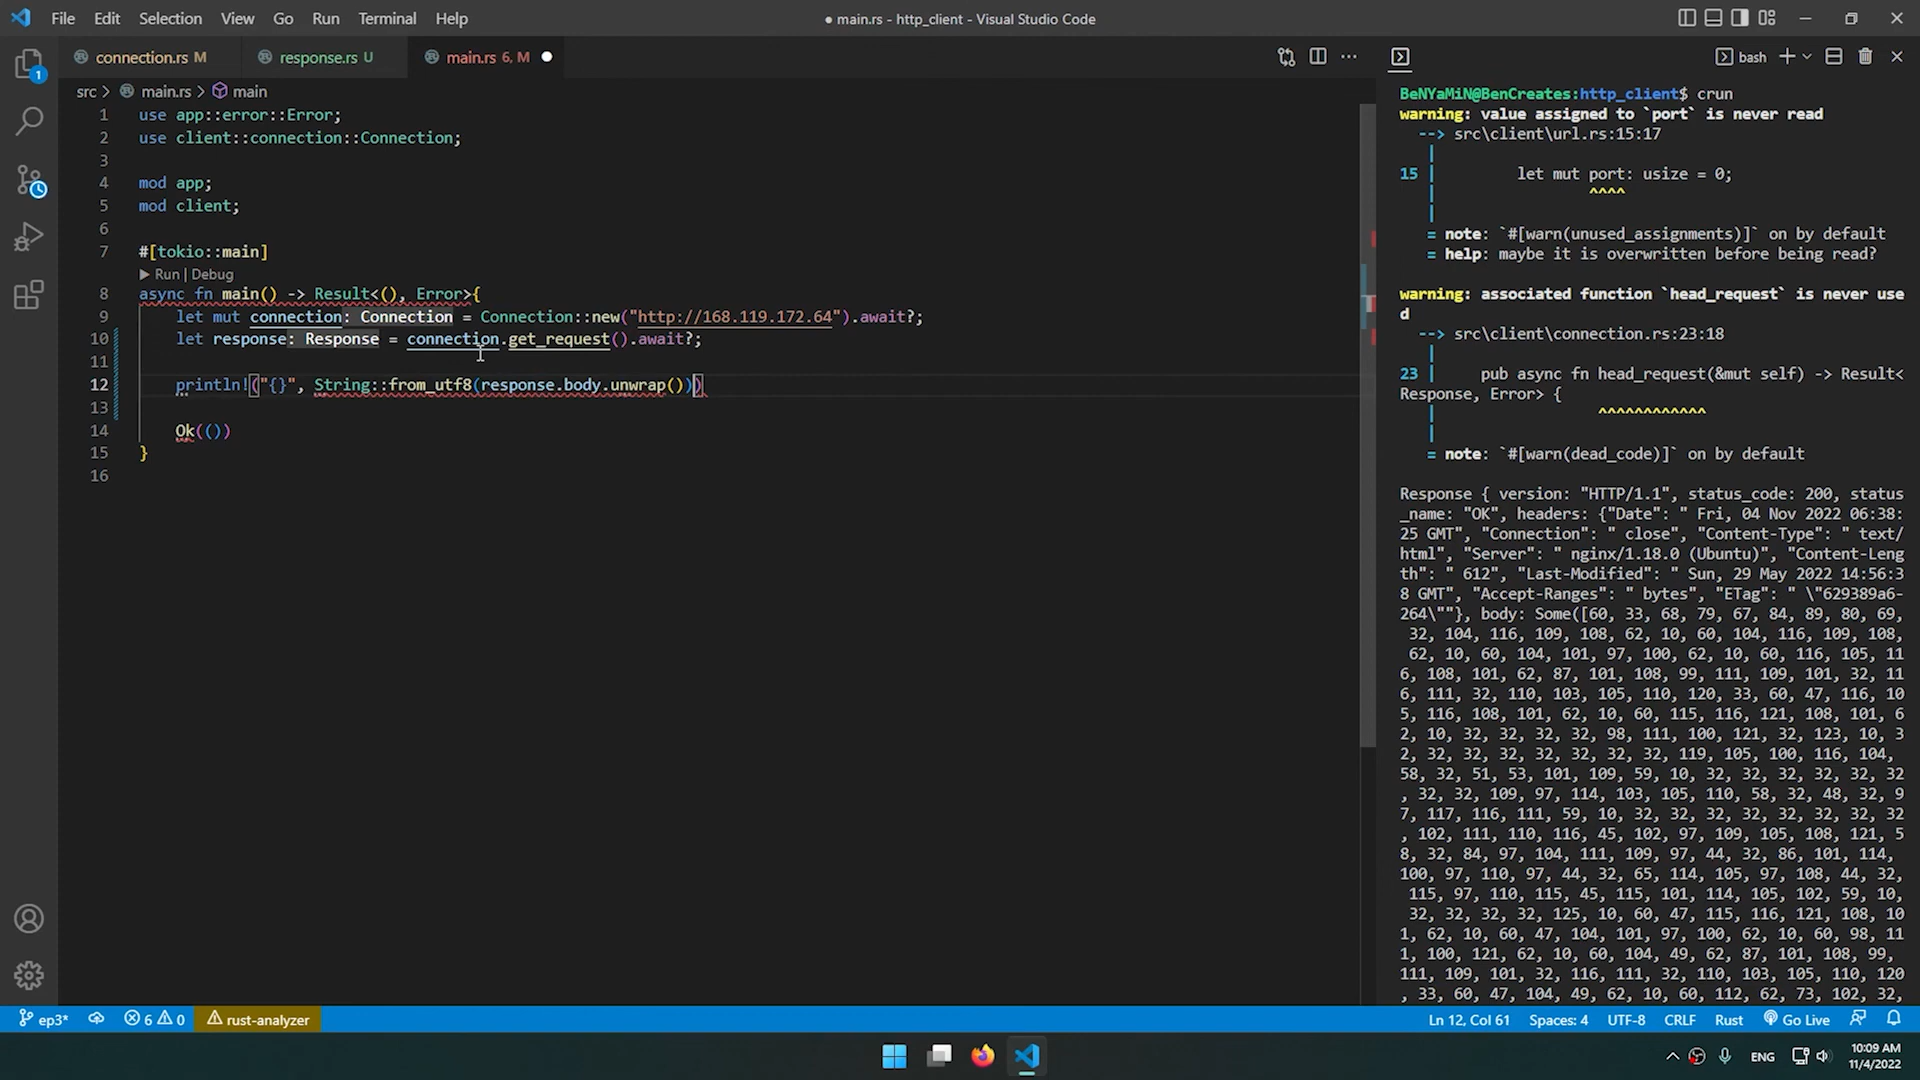 File Edit Selection View Go Run Terminal Help
● main.rs - http_client - Visual Studio Code
connection.rs M
response.rs U
main.rs 6, M
src > main.rs > main
1 use app::error::Error;
2 use client::connection::Connection;
3
4 mod app;
5 mod client;
6
7 #[tokio::main]
▶ Run | Debug
8 async fn main() -> Result<(), Error>{
9 let mut connection: Connection = Connection::new("http://168.119.172.64").await?;
10 let response: Response = connection.get_request().await?;
11
12 println!("{}", String::from_utf8(response.body.unwrap()))
13
14 Ok(())
15 }
16
bash
BeNYaMiN@BenCreates:http_client$ crun
warning: value assigned to `port` is never read
--> src\client\url.rs:15:17
|
15 | let mut port: usize = 0;
| ^^^^
|
= note: `#[warn(unused_assignments)]` on by default
= help: maybe it is overwritten before being read?
warning: associated function `head_request` is never use
d
--> src\client\connection.rs:23:18
|
23 | pub async fn head_request(&mut self) -> Result<
Response, Error> {
| ^^^^^^^^^^^^
|
= note: `#[warn(dead_code)]` on by default
Response { version: "HTTP/1.1", status_code: 200, status
_name: "OK", headers: {"Date": " Fri, 04 Nov 2022 06:38:
25 GMT", "Connection": " close", "Content-Type": " text/
html", "Server": " nginx/1.18.0 (Ubuntu)", "Content-Leng
th": " 612", "Last-Modified": " Sun, 29 May 2022 14:56:3
8 GMT", "Accept-Ranges": " bytes", "ETag": " \"629389a6-
264\""}, body: Some([60, 33, 68, 79, 67, 84, 89, 80, 69,
32, 104, 116, 109, 108, 62, 10, 60, 104, 116, 109, 108,
62, 10, 60, 104, 101, 97, 100, 62, 10, 60, 116, 105, 11
6, 108, 101, 62, 87, 101, 108, 99, 111, 109, 101, 32, 11
6, 111, 32, 110, 103, 105, 110, 120, 33, 60, 47, 116, 10
5, 116, 108, 101, 62, 10, 60, 115, 116, 121, 108, 101, 6
2, 10, 32, 32, 32, 32, 98, 111, 100, 121, 32, 123, 10, 3
2, 32, 32, 32, 32, 32, 32, 32, 119, 105, 100, 116, 104,
58, 32, 51, 53, 101, 109, 59, 10, 32, 32, 32, 32, 32, 32
, 32, 32, 109, 97, 114, 103, 105, 110, 58, 32, 48, 32, 9
7, 117, 116, 111, 59, 10, 32, 32, 32, 32, 32, 32, 32, 32
, 102, 111, 110, 116, 45, 102, 97, 109, 105, 108, 121, 5
8, 32, 84, 97, 104, 111, 109, 97, 44, 32, 86, 101, 114,
100, 97, 110, 97, 44, 32, 65, 114, 105, 97, 108, 44, 32,
115, 97, 110, 115, 45, 115, 101, 114, 105, 102, 59, 10,
32, 32, 32, 32, 125, 10, 60, 47, 115, 116, 121, 108, 10
1, 62, 10, 60, 47, 104, 101, 97, 100, 62, 10, 60, 98, 11
1, 100, 121, 62, 10, 60, 104, 49, 62, 87, 101, 108, 99,
111, 109, 101, 32, 116, 111, 32, 110, 103, 105, 110, 120
, 33, 60, 47, 104, 49, 62, 10, 60, 112, 62, 73, 102, 32,
ep3* 6 0 rust-analyzer
Ln 12, Col 61 Spaces: 4 UTF-8 CRLF Rust Go Live
ENG
10:09 AM
11/4/2022